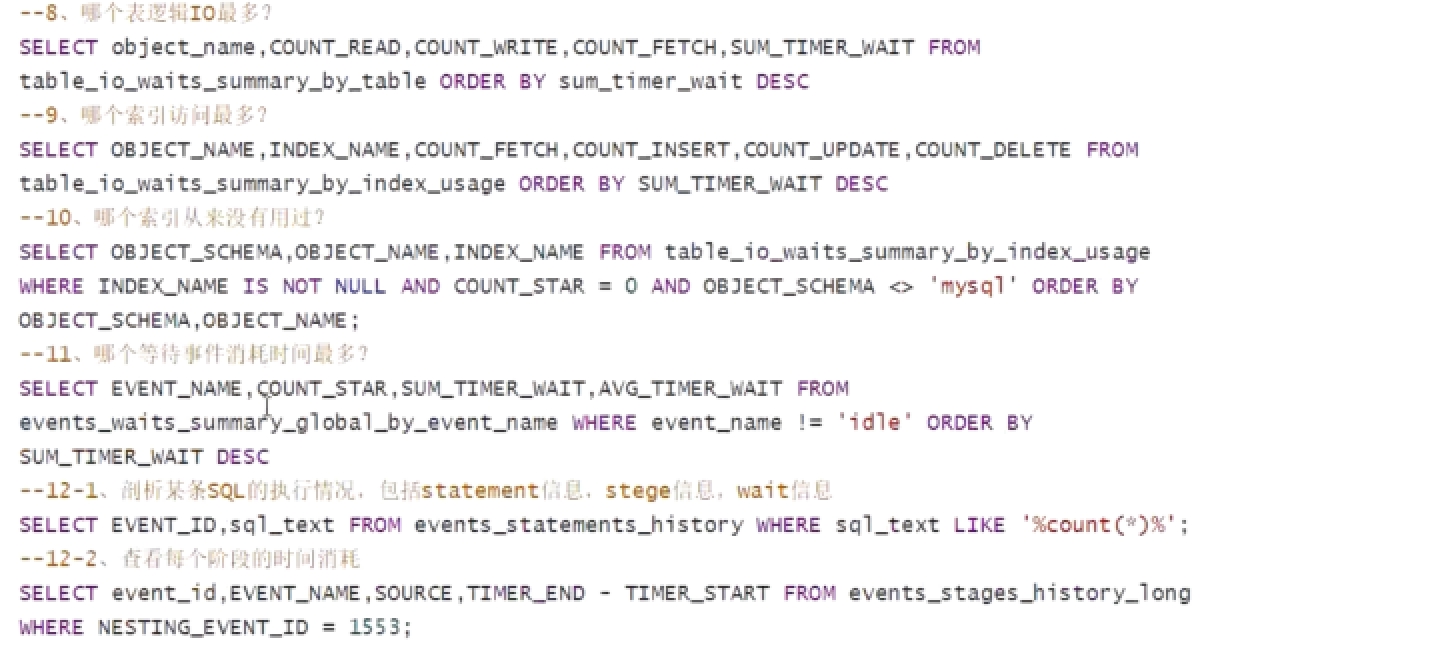 --8、哪个表逻辑IO最多?
SELECT object_name,COUNT_READ,COUNT_WRITE,COUNT_FETCH,SUM_TIMER_WAIT FROM
table_io_waits_summary_by_table ORDER BY sum_timer_wait DESC
--9、哪个索引访问最多?
SELECT OBJECT_NAME,INDEX_NAME,COUNT_FETCH,COUNT_INSERT,COUNT_UPDATE,COUNT_DELETE FROM
table_io_waits_summary_by_index_usage ORDER BY SUM_TIMER_WAIT DESC
--10、哪个索引从来没有用过?
SELECT OBJECT_SCHEMA,OBJECT_NAME,INDEX_NAME FROM table_io_waits_summary_by_index_usage
WHERE INDEX_NAME IS NOT NULL AND COUNT_STAR = 0 AND OBJECT_SCHEMA <> 'mysql' ORDER BY
OBJECT_SCHEMA,OBJECT_NAME;
--11、哪个等待事件消耗时间最多?
SELECT EVENT_NAME,COUNT_STAR,SUM_TIMER_WAIT,AVG_TIMER_WAIT FROM
events_waits_summary_global_by_event_name WHERE event_name != 'idle' ORDER BY
SUM_TIMER_WAIT DESC
--12-1、剖析某条SQL的执行情况，包括statement信息，stege信息，wait信息
SELECT EVENT_ID,sql_text FROM events_statements_history WHERE sql_text LIKE '%count(*)%';
--12-2、查看每个阶段的时间消耗
SELECT event_id,EVENT_NAME,SOURCE,TIMER_END - TIMER_START FROM events_stages_history_long
WHERE NESTING_EVENT_ID = 1553;